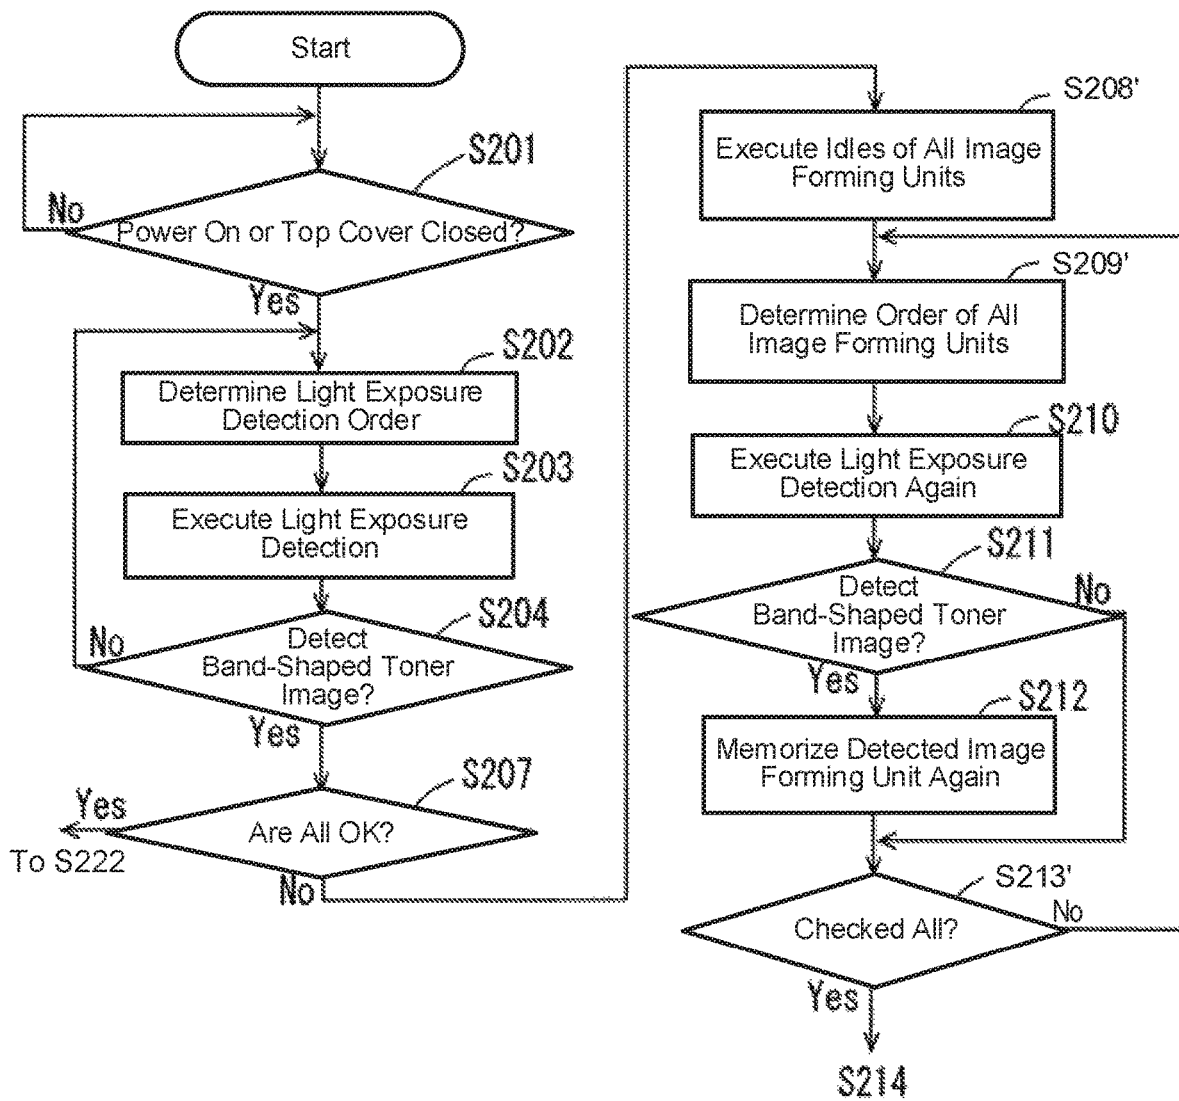 Start
S201
No
Power On or Top Cover Closed?
Yes
S202
Determine Light Exposure
Detection Order
S203
Execute Light Exposure
Detection
S204
No
Detect
Band-Shaped Toner
Image?
Yes
S207
Yes
Are All OK?
To S222
No
S208'
Execute Idles of All Image
Forming Units
S209'
Determine Order of All
Image Forming Units
S210
Execute Light Exposure
Detection Again
S211
Detect
No
Band-Shaped Toner
Image?
Yes
S212
Memorize Detected Image
Forming Unit Again
S213'
No
Checked All?
Yes
S214